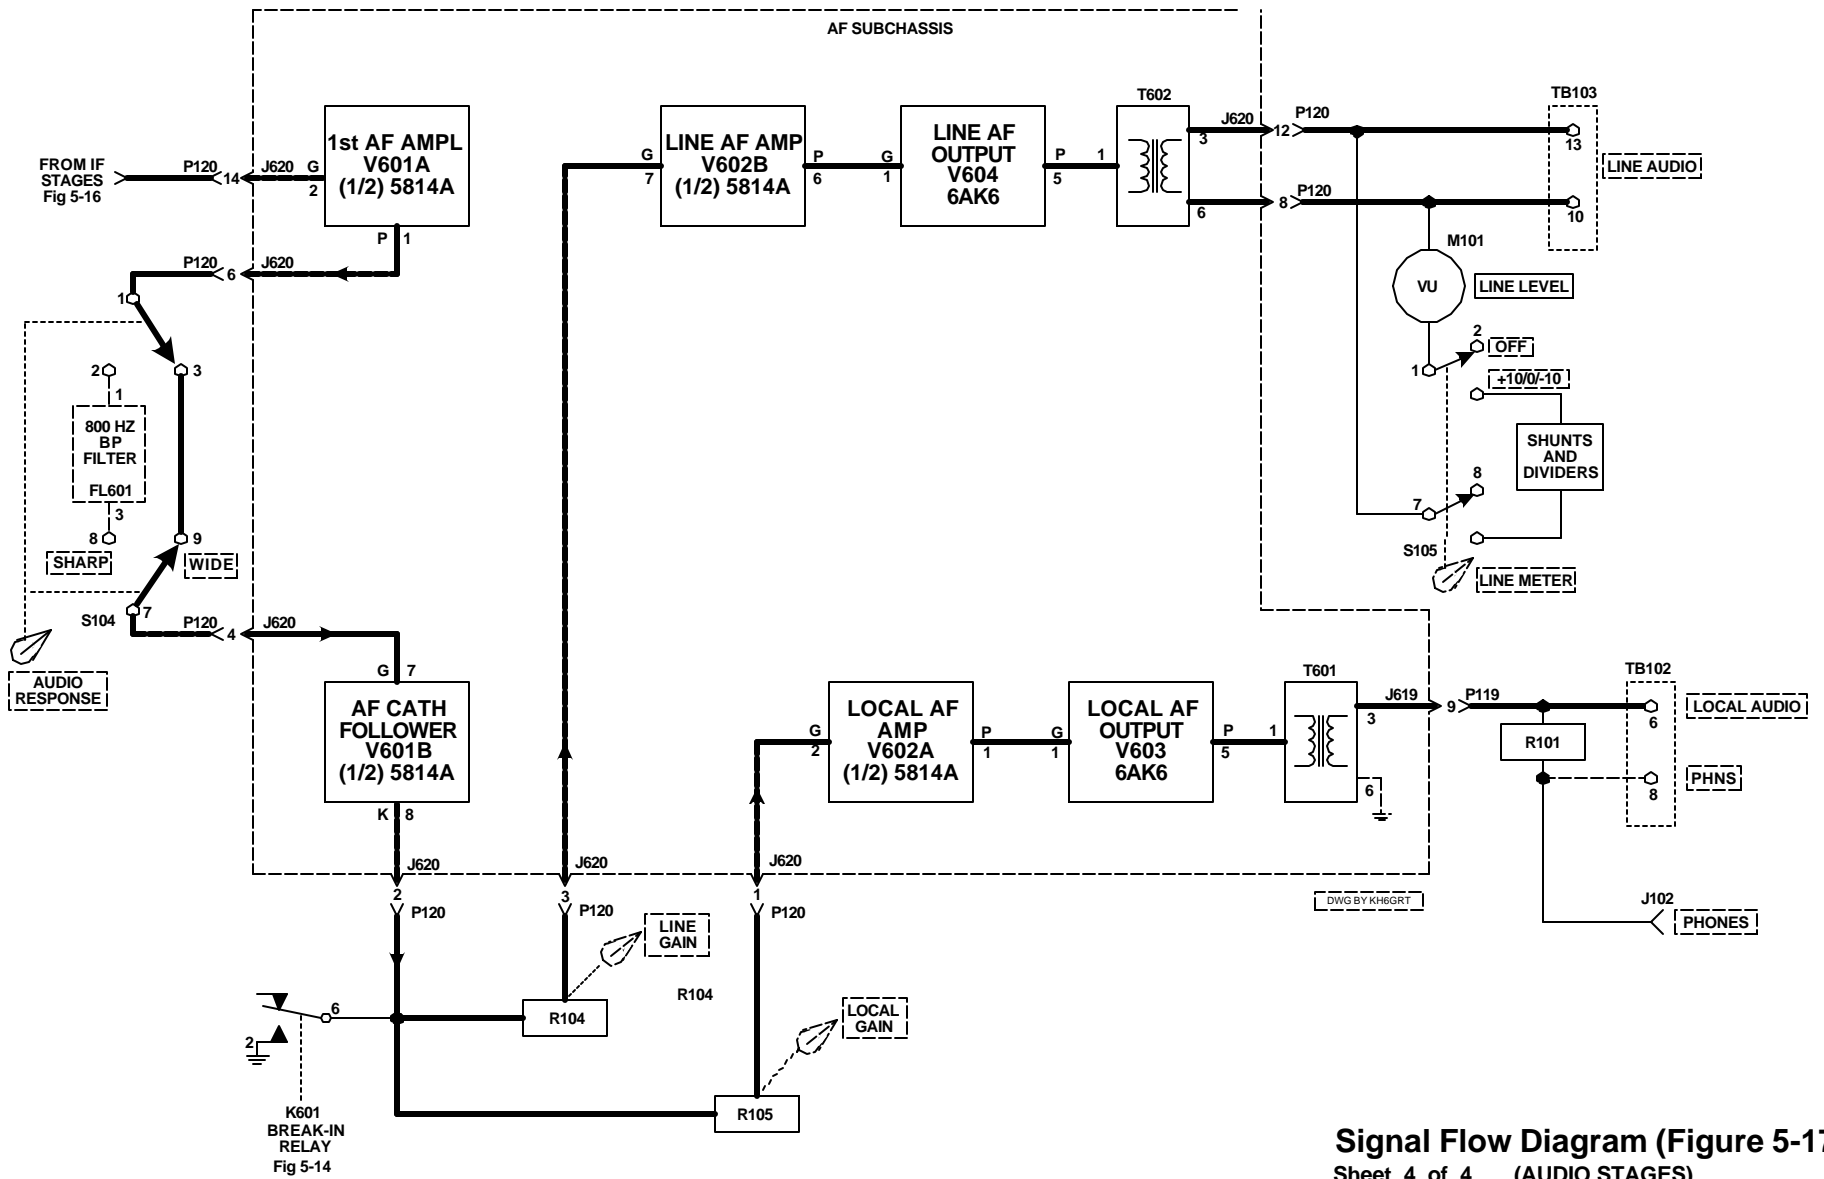 AF SUBCHASSIS
FROM IF
STAGES
Fig 5-16
P120
14
J620
G
2
1st AF AMPL
V601A
(1/2) 5814A
P
1
P120
6
J620
1
3
2
1
800 HZ
BP
FILTER
FL601
3
8
SHARP
9
WIDE
7
S104
P120
4
J620
AUDIO
RESPONSE
G
7
AF CATH
FOLLOWER
V601B
(1/2) 5814A
K
8
J620
2
P120
G
7
LINE AF AMP
V602B
(1/2) 5814A
P
6
G
1
LINE AF
OUTPUT
V604
6AK6
P
5
1
T602
3
6
J620
12
P120
8
P120
TB103
13
10
LINE AUDIO
M101
VU
LINE LEVEL
2
OFF
1
+10/0/-10
SHUNTS
AND
DIVIDERS
8
7
S105
LINE METER
G
2
LOCAL AF
AMP
V602A
(1/2) 5814A
P
1
G
1
LOCAL AF
OUTPUT
V603
6AK6
P
5
1
T601
3
6
J619
9
P119
TB102
6
LOCAL AUDIO
R101
8
PHNS
J102
PHONES
J620
3
P120
J620
1
P120
DWG BY KH6GRT
LINE
GAIN
R104
R104
LOCAL
GAIN
R105
6
2
K601
BREAK-IN
RELAY
Fig 5-14
Signal Flow Diagram (Figure 5-17
Sheet 4 of 4 (AUDIO STAGES)